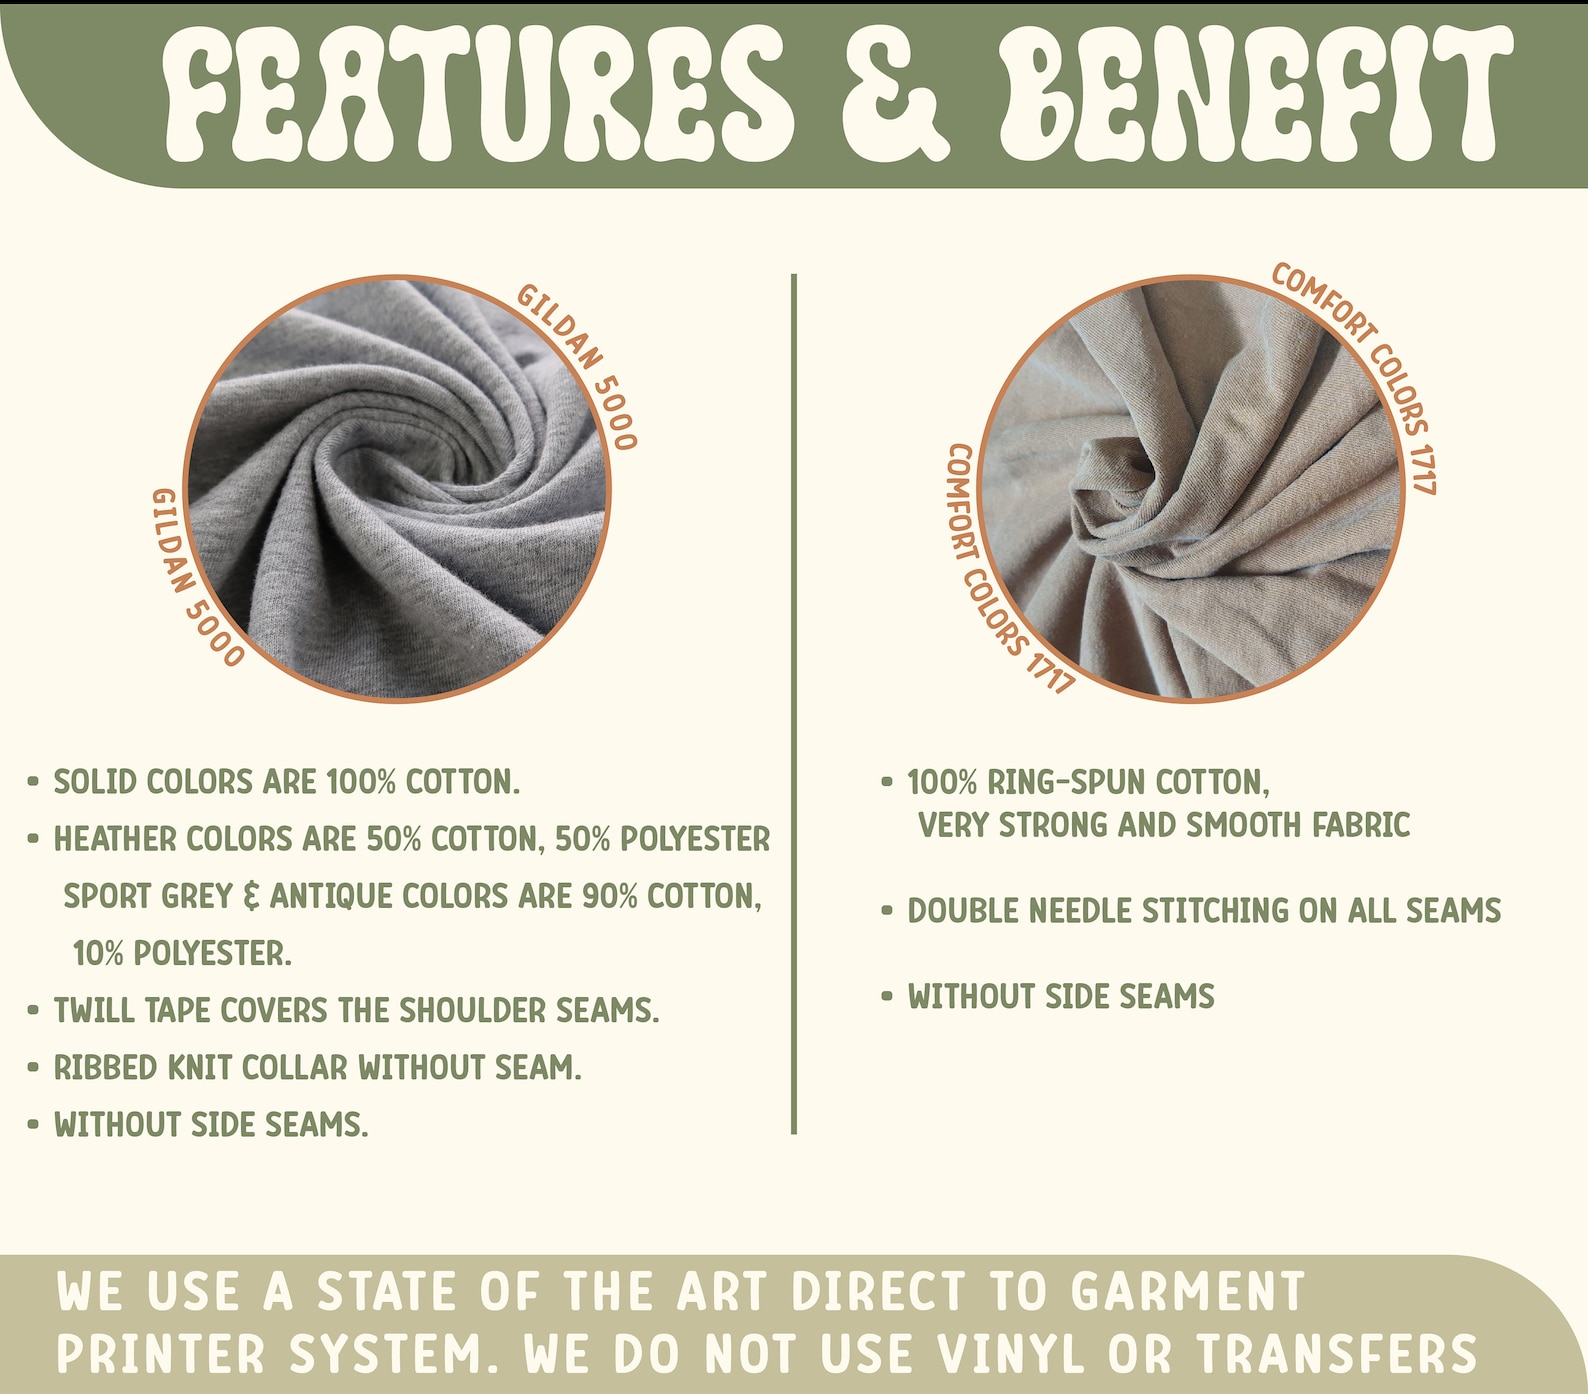 FEATURES & BENEFIT
GILDAN 5000
GILDAN 5000
• SOLID COLORS ARE 100% COTTON.
• HEATHER COLORS ARE 50% COTTON, 50% POLYESTER
SPORT GREY & ANTIQUE COLORS ARE 90% COTTON,
10% POLYESTER.
• TWILL TAPE COVERS THE SHOULDER SEAMS.
• RIBBED KNIT COLLAR WITHOUT SEAM.
• WITHOUT SIDE SEAMS.
COMFORT COLORS 1717
COMFORT COLORS 1717
• 100% RING-SPUN COTTON,
VERY STRONG AND SMOOTH FABRIC
• DOUBLE NEEDLE STITCHING ON ALL SEAMS
• WITHOUT SIDE SEAMS
WE USE A STATE OF THE ART DIRECT TO GARMENT
PRINTER SYSTEM. WE DO NOT USE VINYL OR TRANSFERS